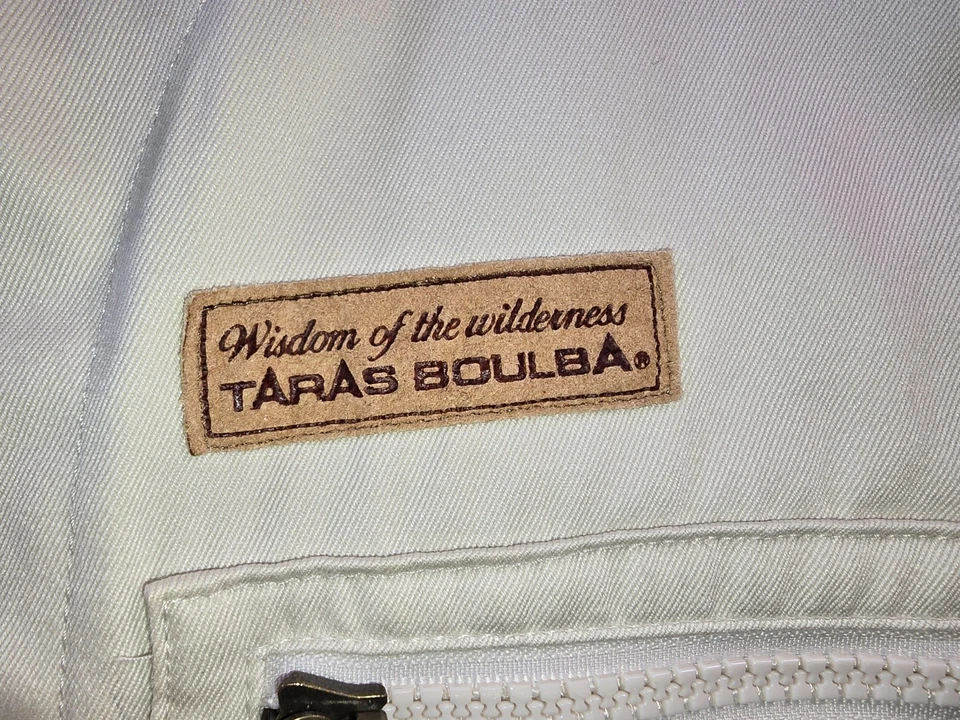 Wisdom of the wilderness
TARAS BOULBA®